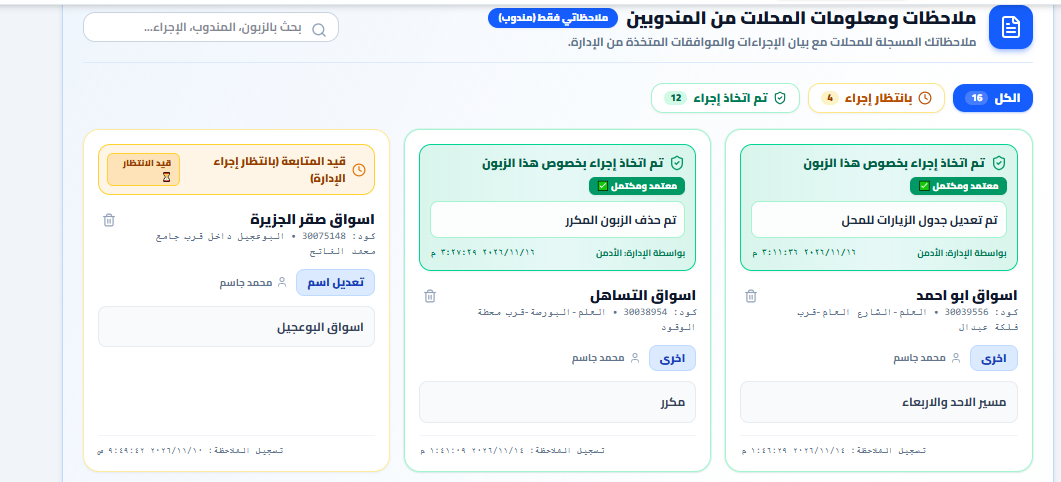 ملاحظات ومعلومات المحلات من المندوبين
ملاحظاتي فقط (مندوب)
بحث بالزبون، المندوب، الإجراء...
ملاحظاتك المسجلة للمحلات مع بيان الإجراءات والموافقات المتخذة من الإدارة.
الكل 16
بانتظار إجراء 4
تم اتخاذ إجراء 12
تم اتخاذ إجراء بخصوص هذا الزبون
معتمد ومكتمل ✅
تم تعديل جدول الزيارات للمحل
بواسطة الإدارة: الأدمن
٢٠٢٦/١١/١٦ ٣:١١:٣٦ م
اسواق ابو احمد
كود: 30039556 • العلم-الشارع العام-قرب
فلكة عبدال
اخرى
محمد جاسم
مسير الاحد والاربعاء
تسجيل الملاحظة: ٢٠٢٦/١١/١٤ ١:٤٦:٢٩ م
تم اتخاذ إجراء بخصوص هذا الزبون
معتمد ومكتمل ✅
تم حذف الزبون المكرر
بواسطة الإدارة: الأدمن
٢٠٢٦/١١/١٦ ٣:٢٧:٢٩ م
اسواق التساهل
كود: 30038954 • العلم-البورصة-قرب محطة
الوقود
اخرى
محمد جاسم
مكرر
تسجيل الملاحظة: ٢٠٢٦/١١/١٤ ١:٤١:٠٩ م
قيد المتابعة (بانتظار إجراء
الإدارة)
قيد الانتظار
⏳
اسواق صقر الجزيرة
كود: 30075148 • البوعجيل داخل قرب جامع
محمد الفاتح
تعديل اسم
محمد جاسم
اسواق البوعجيل
تسجيل الملاحظة: ٢٠٢٦/١١/١٠ ٩:٤٩:٤٢ ص